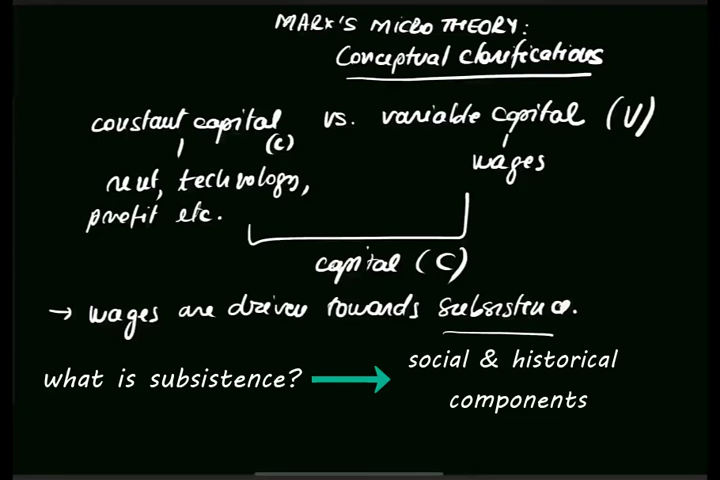 MARX'S MICRO THEORY:
Conceptual clarifications
constant capital vs. variable capital (V)
(c)
wages
rent, technology,
profit etc.
capital (C)
→ wages are driven towards subsistence.
what is subsistence? → social & historical
components